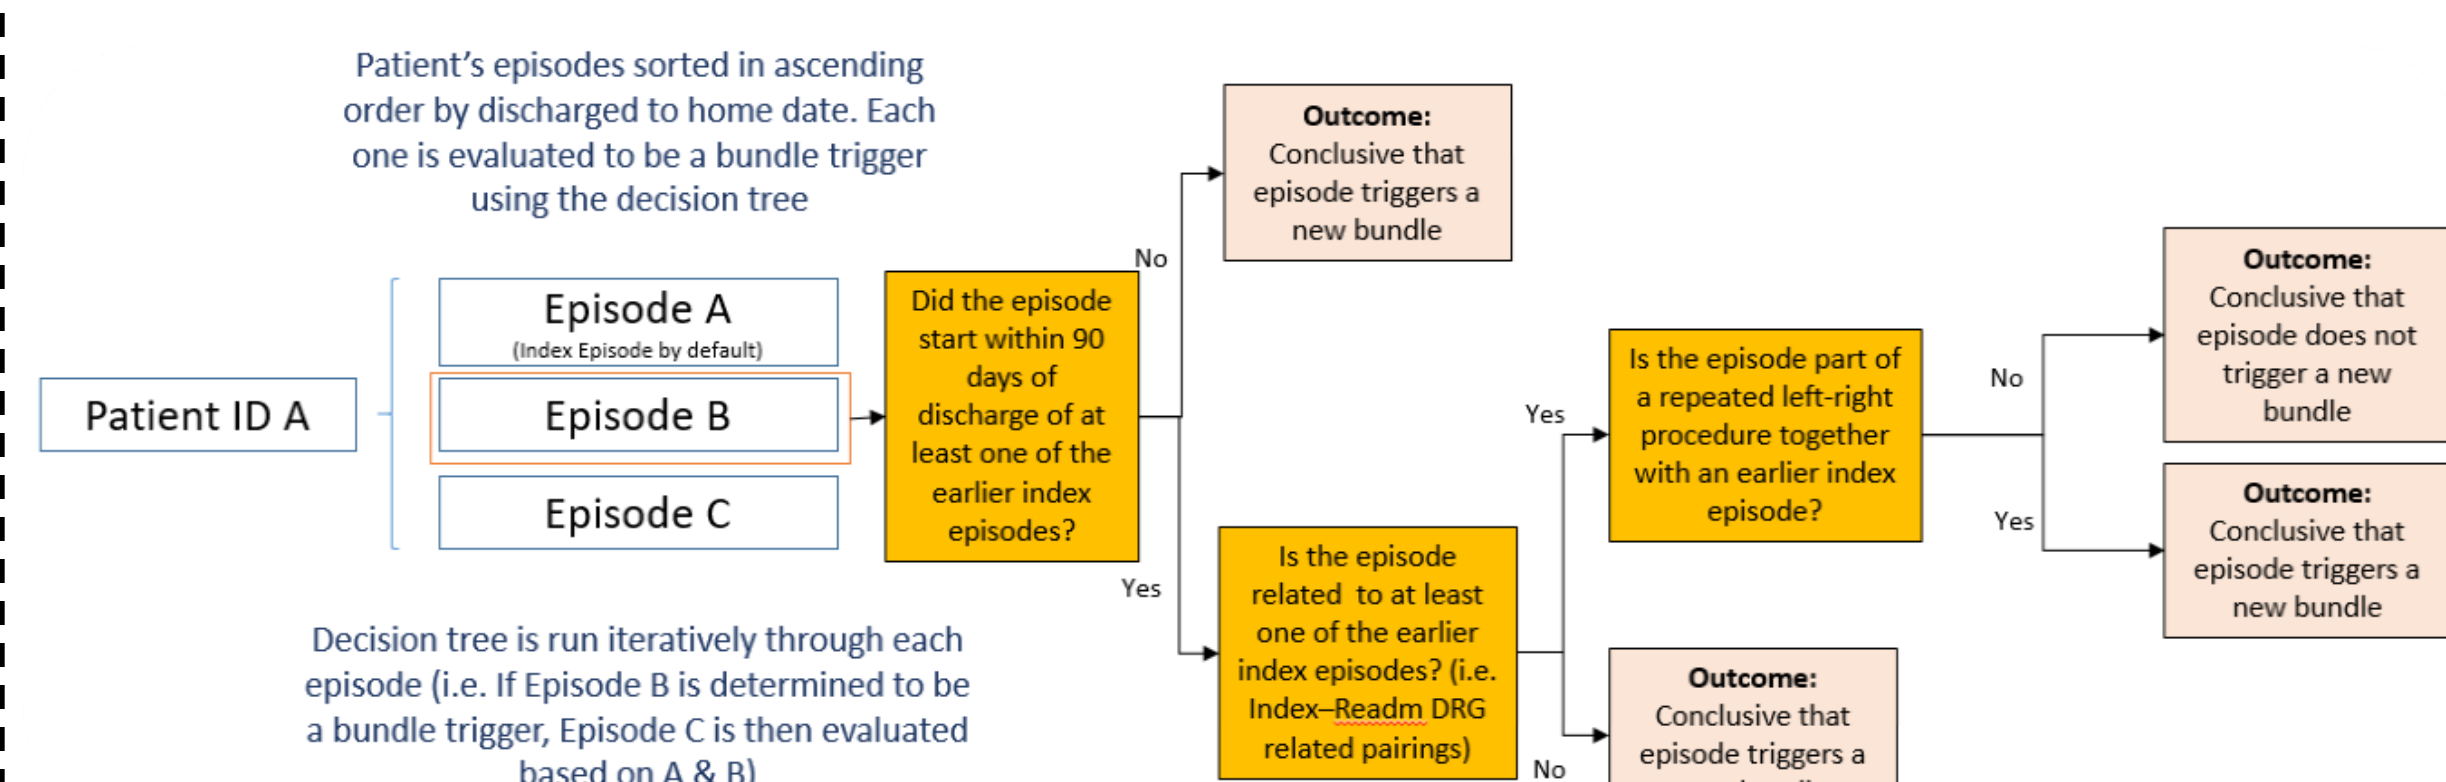 Patient’s episodes sorted in ascending
order by discharged to home date. Each
one is evaluated to be a bundle trigger
using the decision tree
Patient ID A
Episode A
(Index Episode by default)
Episode B
Episode C
Decision tree is run iteratively through each
episode (i.e. If Episode B is determined to be
a bundle trigger, Episode C is then evaluated
based on A & B)
Did the episode
start within 90
days of
discharge of at
least one of the
earlier index
episodes?
No
Outcome:
Conclusive that
episode triggers a
new bundle
Yes
Is the episode
related  to at least
one of the earlier
index episodes? (i.e.
Index–Readm DRG
related pairings)
Yes
Is the episode part of
a repeated left-right
procedure together
with an earlier index
episode?
No
Outcome:
Conclusive that
episode does not
trigger a new
bundle
Yes
Outcome:
Conclusive that
episode triggers a
new bundle
No
Outcome:
Conclusive that
episode triggers a